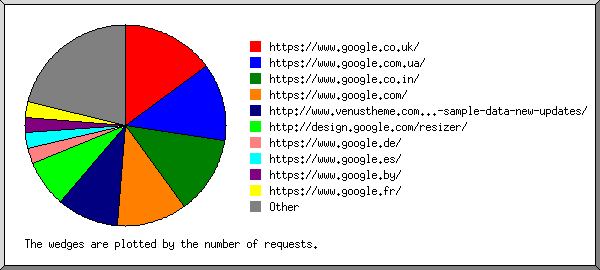 https://www.google.co.uk/
https://www.google.com.ua/
https://www.google.co.in/
https://www.google.com/
http://www.venustheme.com...-sample-data-new-updates/
http://design.google.com/resizer/
https://www.google.de/
https://www.google.es/
https://www.google.by/
https://www.google.fr/
Other
The wedges are plotted by the number of requests.